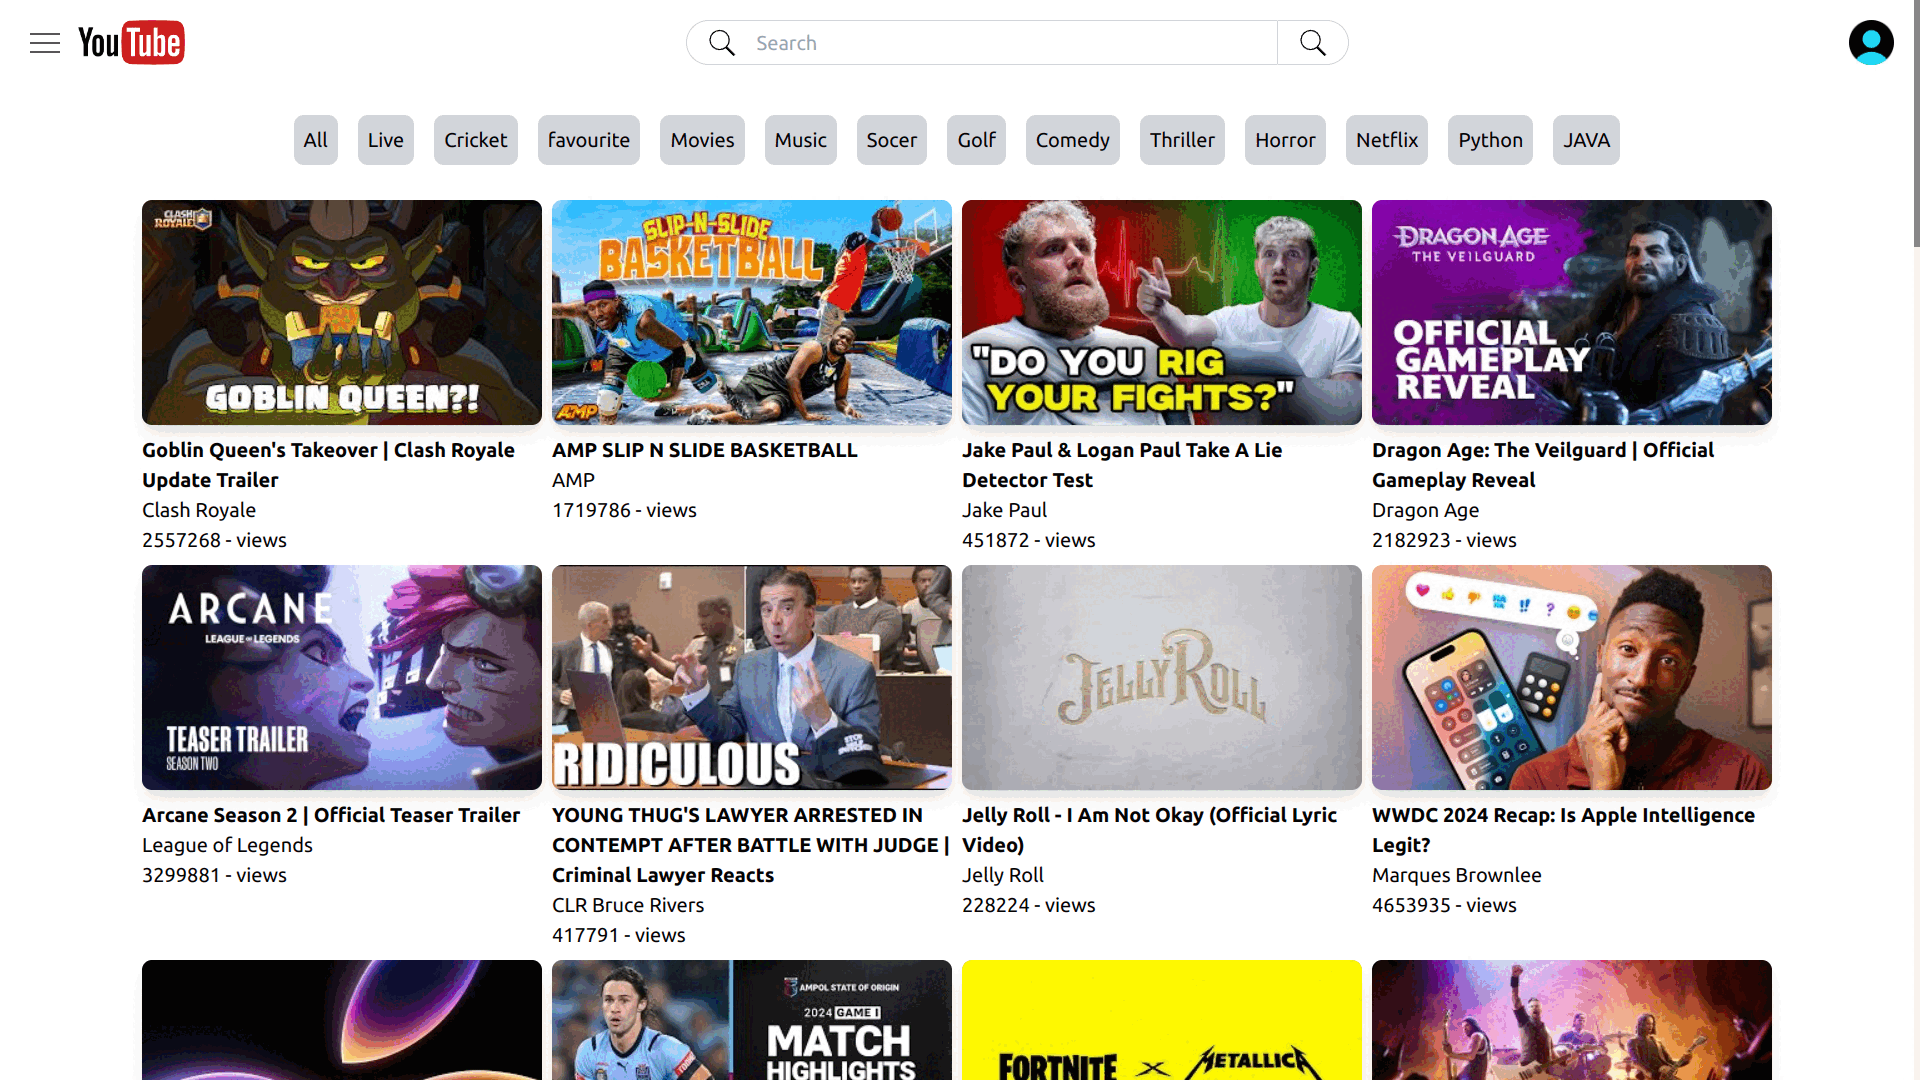 YouTube
Search
All
Live
Cricket
favourite
Movies
Music
Socer
Golf
Comedy
Thriller
Horror
Netflix
Python
JAVA
CLASH ROYALE
GOBLIN QUEEN?!
SLIP-N-SLIDE
BASKETBALL
AMP
"DO YOU RIG
YOUR FIGHTS?"
DRAGON AGE
THE VEILGUARD
OFFICIAL
GAMEPLAY
REVEAL
Goblin Queen's Takeover | Clash Royale
Update Trailer
Clash Royale
2557268 - views
AMP SLIP N SLIDE BASKETBALL
AMP
1719786 - views
Jake Paul & Logan Paul Take A Lie
Detector Test
Jake Paul
451872 - views
Dragon Age: The Veilguard | Official
Gameplay Reveal
Dragon Age
2182923 - views
ARCANE
LEAGUE OF LEGENDS
TEASER TRAILER
SEASON TWO
RIDICULOUS
JELLY ROLL
Arcane Season 2 | Official Teaser Trailer
League of Legends
3299881 - views
YOUNG THUG'S LAWYER ARRESTED IN
CONTEMPT AFTER BATTLE WITH JUDGE |
Criminal Lawyer Reacts
CLR Bruce Rivers
417791 - views
Jelly Roll - I Am Not Okay (Official Lyric
Video)
Jelly Roll
228224 - views
WWDC 2024 Recap: Is Apple Intelligence
Legit?
Marques Brownlee
4653935 - views
AMPOL STATE OF ORIGIN
2024 GAME I
MATCH
HIGHLIGHTS
FORTNITE X METALLICA